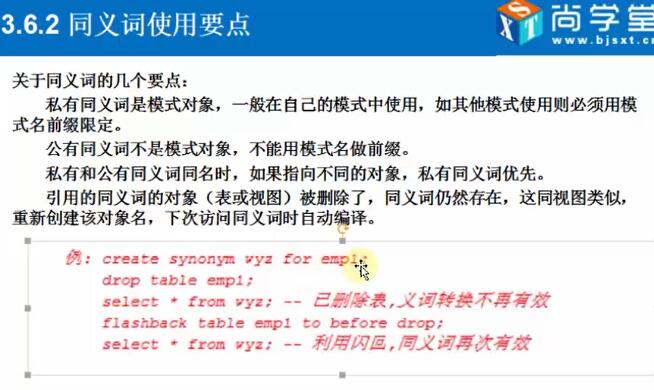 3.6.2 同义词使用要点
尚学堂
www.bjsxt.cn
关于同义词的几个要点：
私有同义词是模式对象，一般在自己的模式中使用，如其他模式使用则必须用模
式名前缀限定。
公有同义词不是模式对象，不能用模式名做前缀。
私有和公有同义词同名时，如果指向不同的对象，私有同义词优先。
引用的同义词的对象（表或视图）被删除了，同义词仍然存在，这同视图类似，
重新创建该对象名，下次访问同义词时自动编译。
例: create synonym wyz for emp1;
drop table emp1;
select * from wyz; -- 已删除表,义词转换不再有效
flashback table emp1 to before drop;
select * from wyz; -- 利用闪回,同义词再次有效